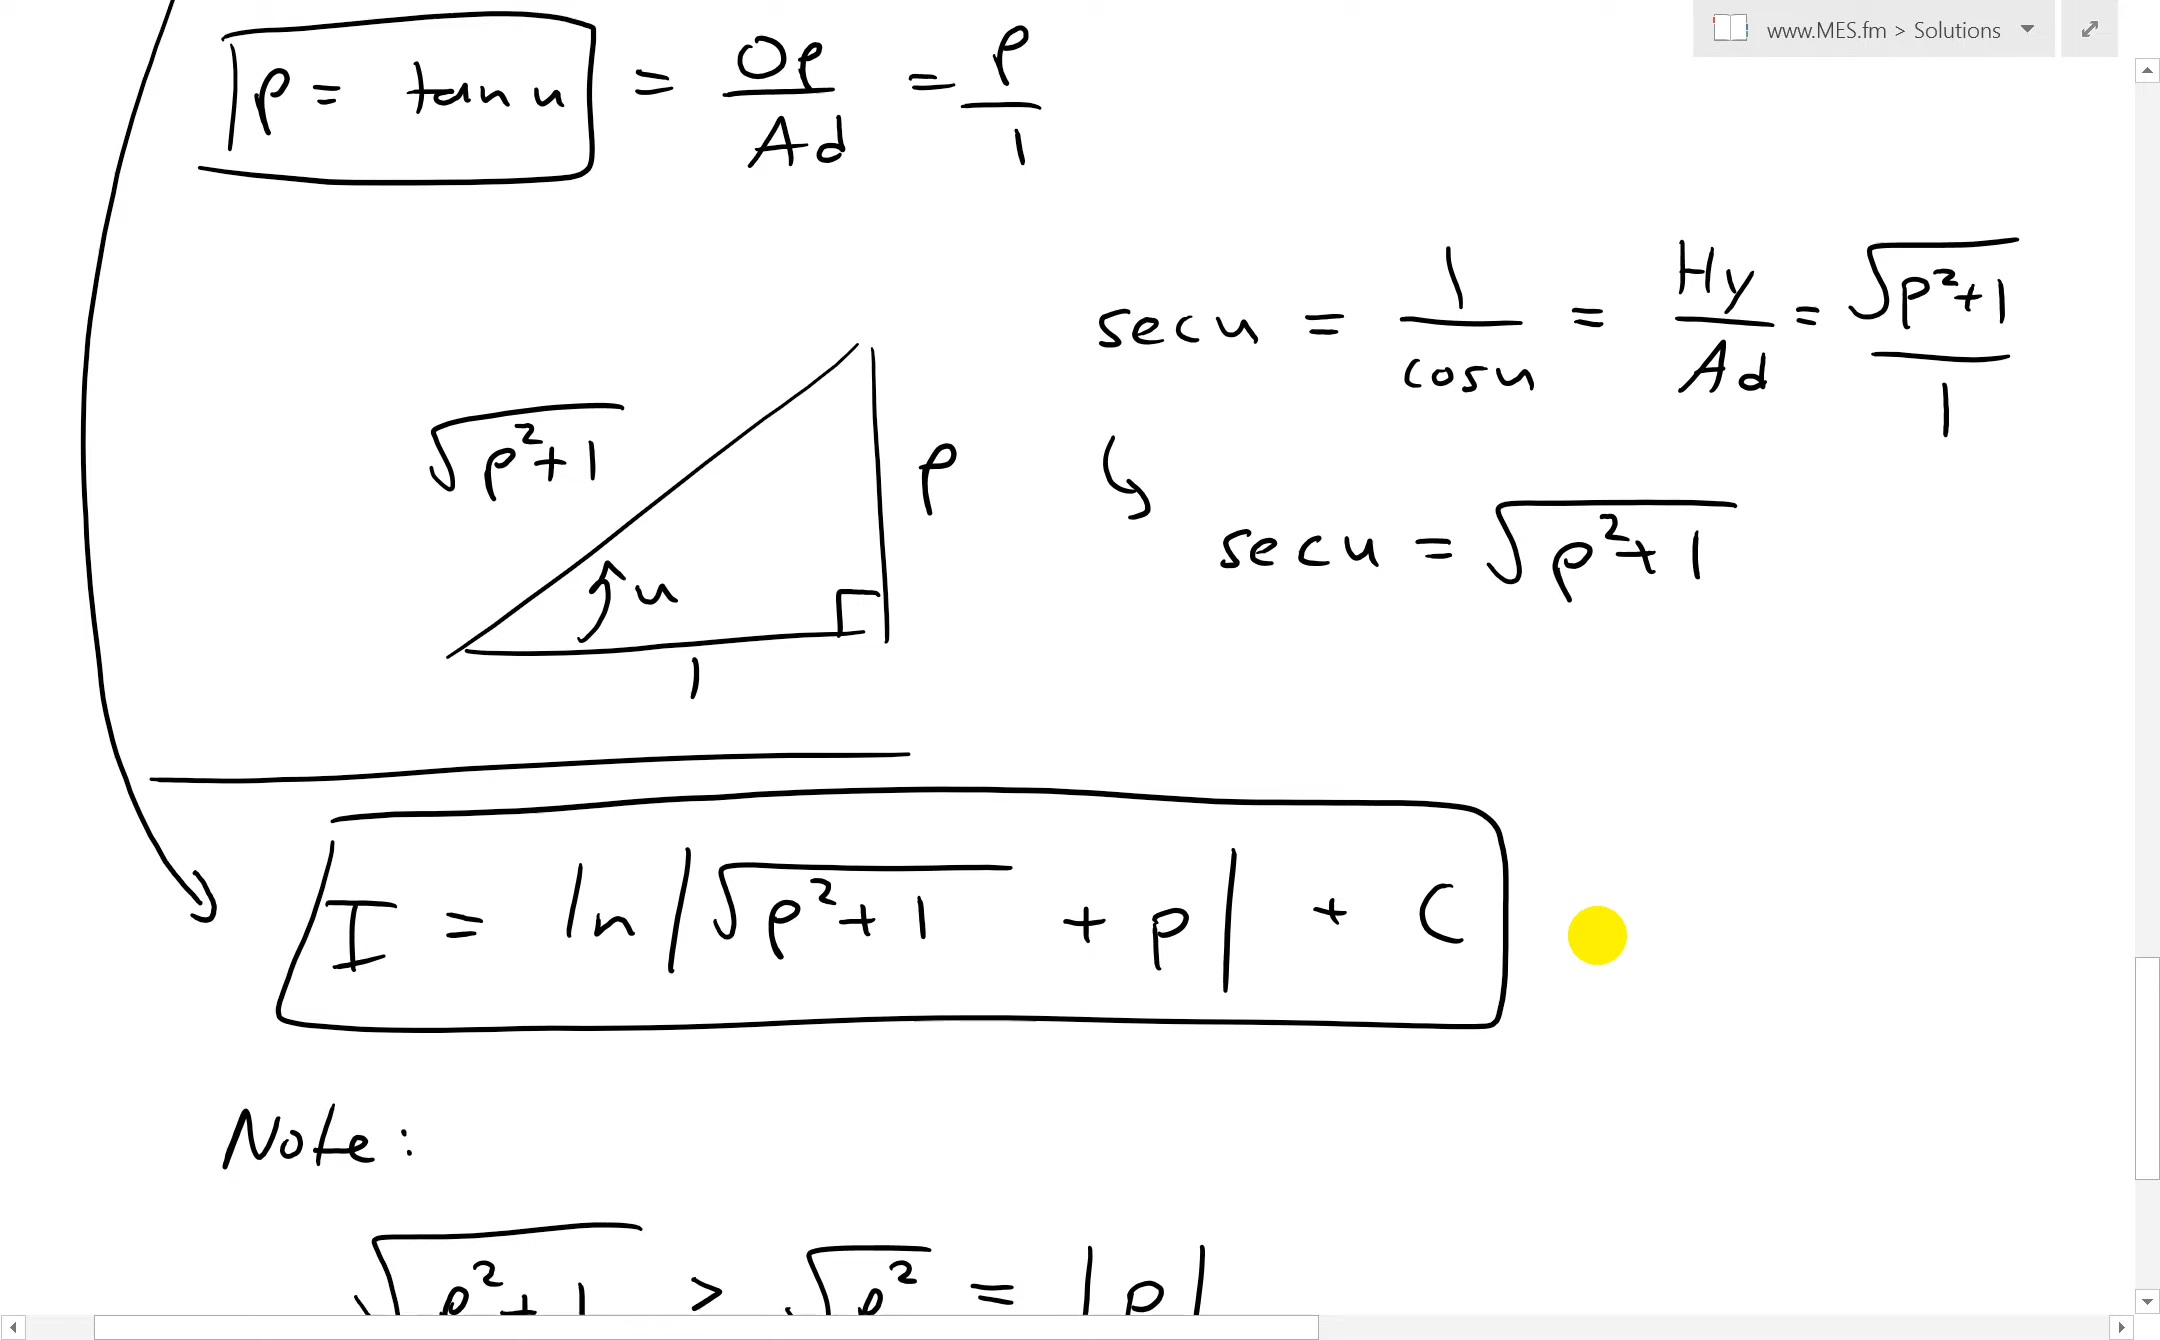 www.MES.fm > Solutions
p = tan u = Op/Ad = p/1
sec u = 1/cos u = Hy/Ad = √(p²+1)/1
√(p²+1)
p
u
1
sec u = √(p²+1)
I = ln|√(p²+1) + p| + C
Note:
√(p²+1) > √(p²) = |p|